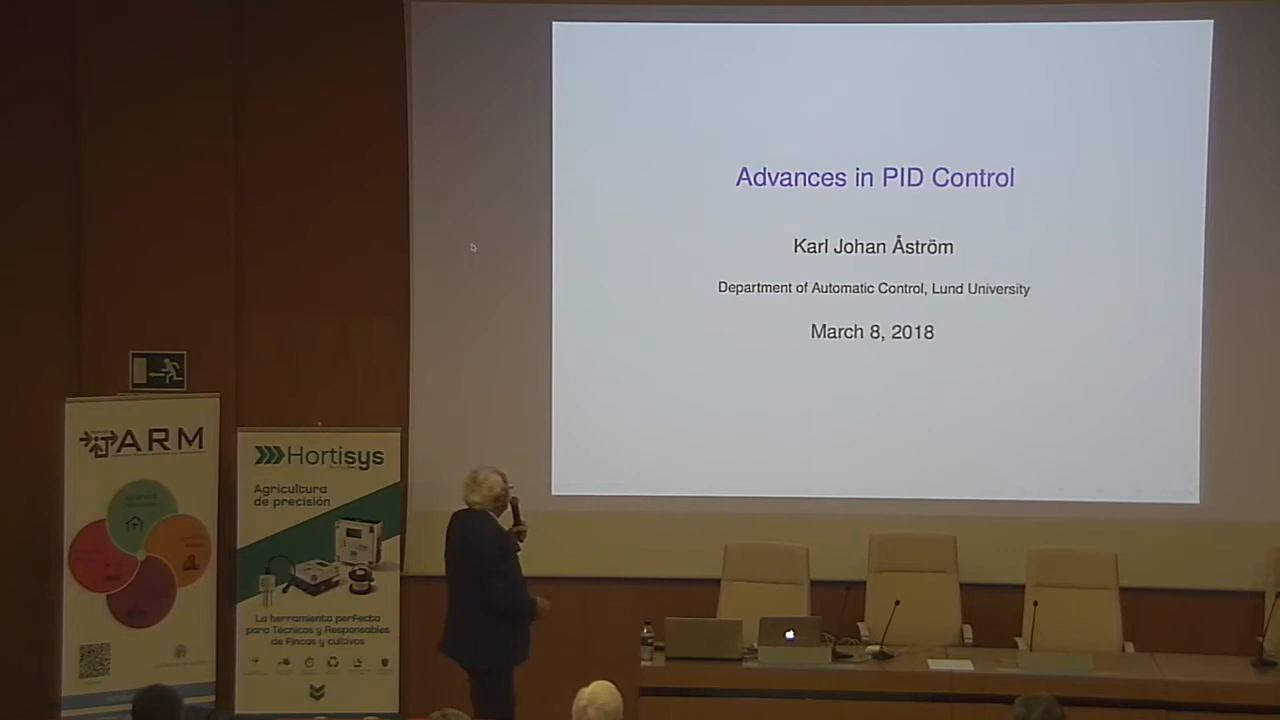 Advances in PID Control
Karl Johan Åström
Department of Automatic Control, Lund University
March 8, 2018
ARM
Hortisys
Agricultura
de precisión
La herramienta perfecta
para Técnicos y Responsables
de Fincas y cultivos